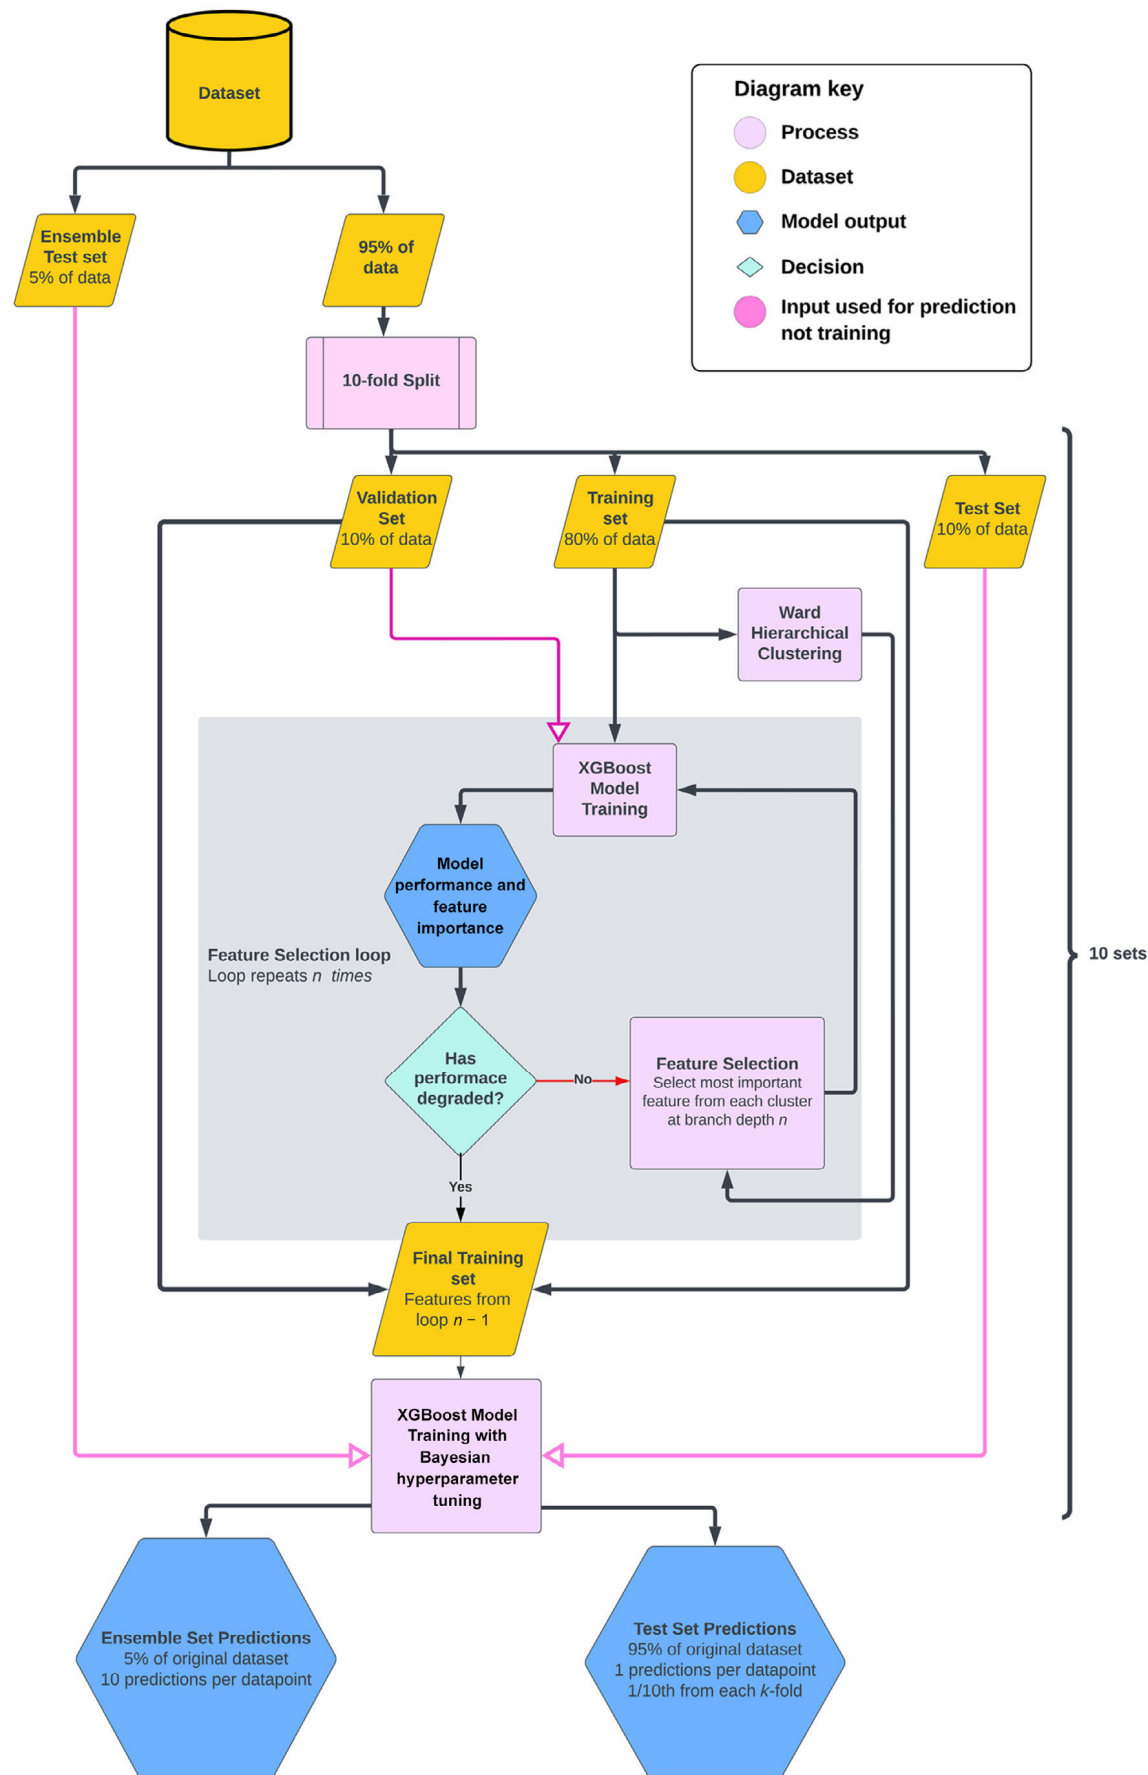 Dataset
Diagram key
Process
Dataset
Model output
Decision
Input used for prediction
not training
Ensemble
Test set
5% of data
95% of
data
10-fold Split
Validation
Set
10% of data
Training
set
80% of data
Test Set
10% of data
Ward
Hierarchical
Clustering
XGBoost
Model
Training
Model
performance and
feature
importance
Feature Selection loop
Loop repeats n times
10 sets
Has
performace
degraded?
No
Feature Selection
Select most important
feature from each cluster
at branch depth n
Yes
Final Training
set
Features from
loop n − 1
XGBoost Model
Training with
Bayesian
hyperparameter
tuning
Ensemble Set Predictions
5% of original dataset
10 predictions per datapoint
Test Set Predictions
95% of original dataset
1 predictions per datapoint
1/10th from each k-fold